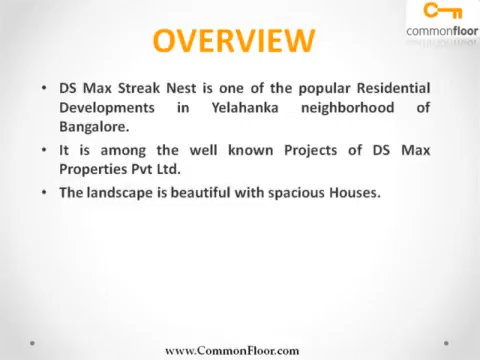 commonfloor
OVERVIEW
• DS Max Streak Nest is one of the popular Residential
Developments in Yelahanka neighborhood of
Bangalore.
• It is among the well known Projects of DS Max
Properties Pvt Ltd.
• The landscape is beautiful with spacious Houses.
www.CommonFloor.com